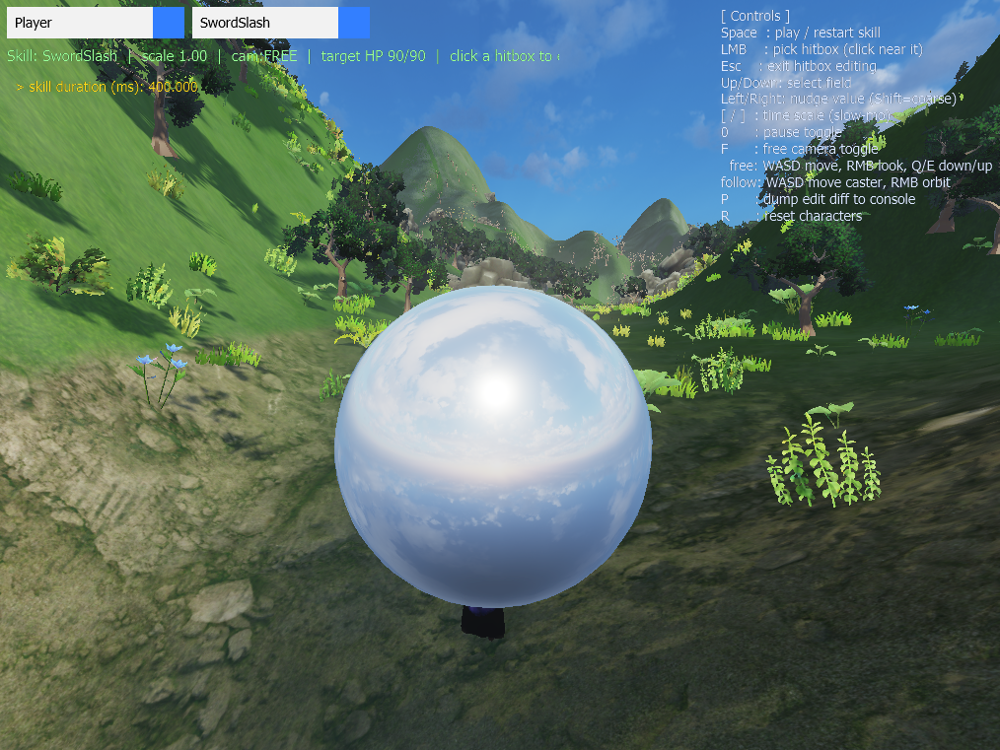 Player
SwordSlash
Skill: SwordSlash | scale 1.00 | cam:FREE | target HP 90/90 | click a hitbox to
> skill duration (ms): 400.000
[ Controls ]
Space : play / restart skill
LMB : pick hitbox (click near it)
Esc : exit hitbox editing
Up/Down: select field
Left/Right: nudge value (Shift=coarse)
[ / ] : time scale (slow-mo)
0 : pause toggle
F : free camera toggle
free: WASD move, RMB look, Q/E down/up
follow: WASD move caster, RMB orbit
P : dump edit diff to console
R : reset characters